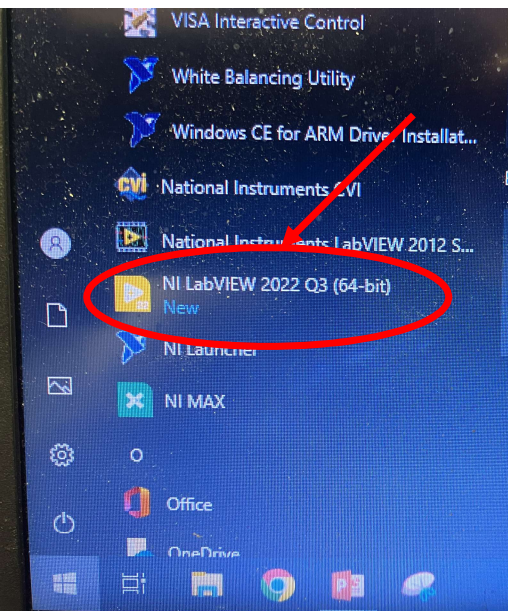 VISA Interactive Control
White Balancing Utility
Windows CE for ARM Driver Installat...
CVI
National Instruments CVI
National Instruments LabVIEW 2012 S...
NI LabVIEW 2022 Q3 (64-bit)
New
NI Launcher
NI MAX
O
Office
OneDrive